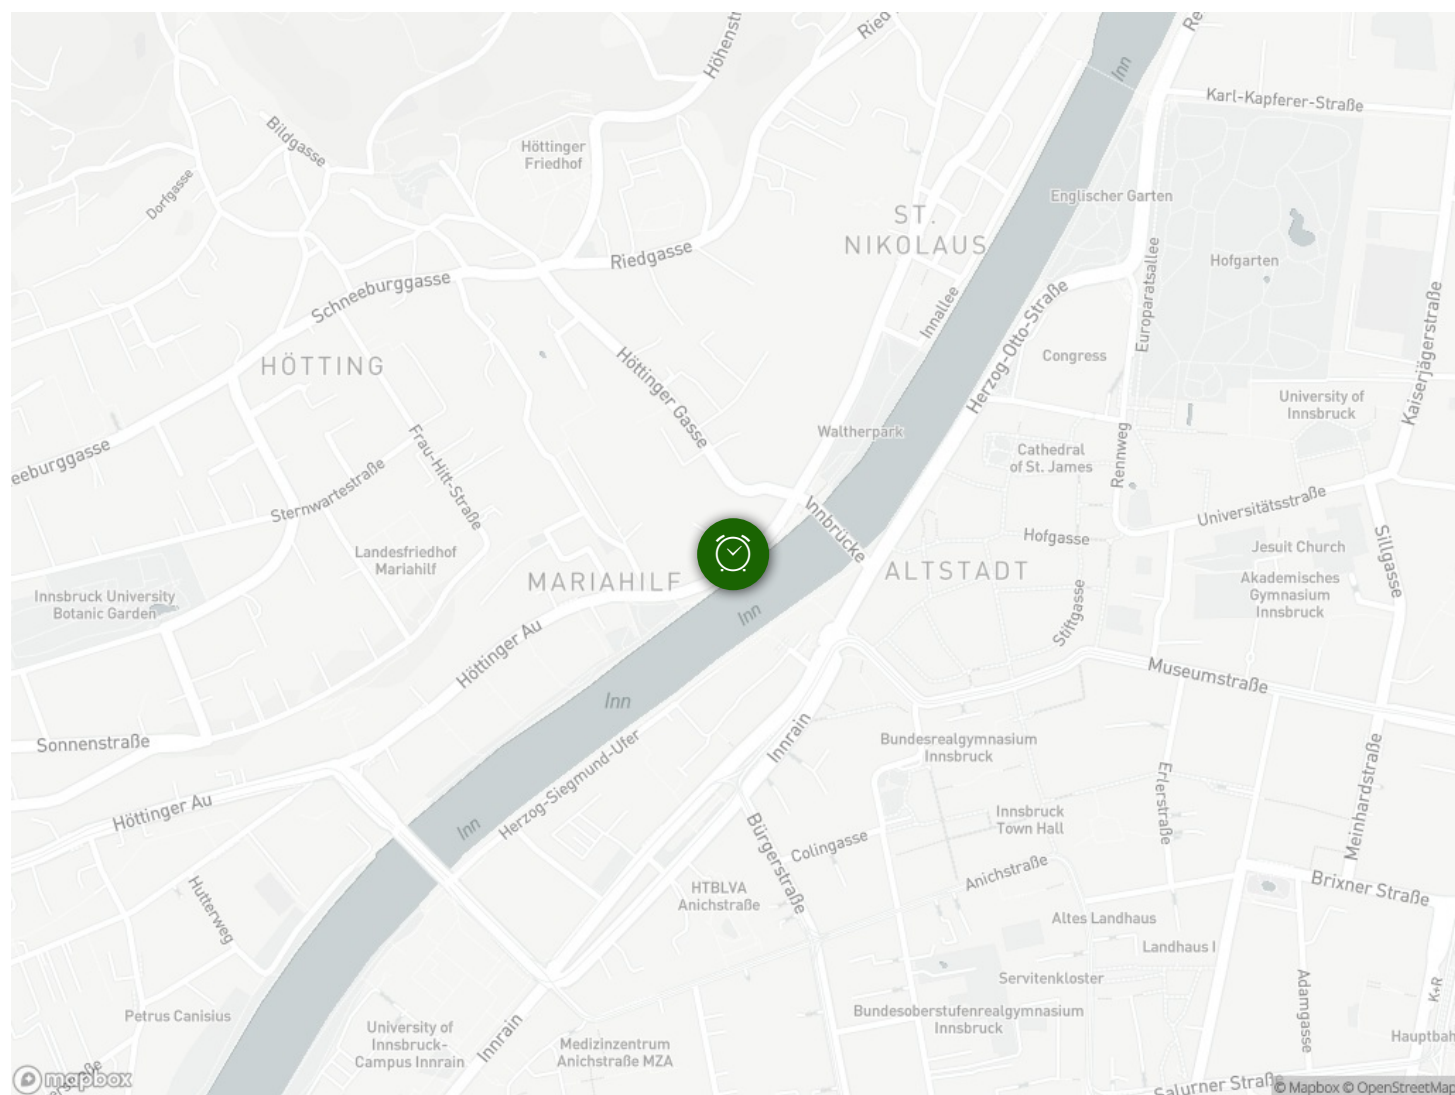 Inn
Re
Höhenst
Ried
Karl-Kapferer-Straße
Bildgasse
Höttinger
Friedhof
Dorfgasse
Englischer Garten
ST.
NIKOLAUS
Riedgasse
Hofgarten
Europaratsallee
Schneeburggasse
Innallee
Herzog-Otto-Straße
Kaiserjägerstraße
HÖTTING
Höttinger Gasse
Congress
University of
Innsbruck
Waltherpark
Cathedral
of St. James
Rennweg
eeburggasse
Frau-Hitt-Straße
Sternwartestraße
Universitätsstraße
Innbrücke
Hofgasse
Jesuit Church
Sillgasse
Landesfriedhof
Mariahilf
MARIAHILF
ALTSTADT
Akademisches
Gymnasium
Innsbruck
Innsbruck University
Botanic Garden
Inn
Stiftgasse
Höttinger Au
Museumstraße
Inn
Sonnenstraße
Innrain
Bundesrealgymnasium
Innsbruck
Herzog-Siegmund-Ufer
Erlerstraße
Meinhardstraße
Höttinger Au
Inn
Innsbruck
Town Hall
Bürgerstraße
Colingasse
Anichstraße
HTBLVA
Anichstraße
Brixner Straße
Hutterweg
Altes Landhaus
Landhaus I
Servitenkloster
Adamgasse
K+R
Petrus Canisius
University of
Innsbruck-
Campus Innrain
Innrain
Bundesoberstufenrealgymnasium
Innsbruck
Medizinzentrum
Anichstraße MZA
Hauptbah
erstraße
mapbox
Salurner Straß
© Mapbox © OpenStreetMap